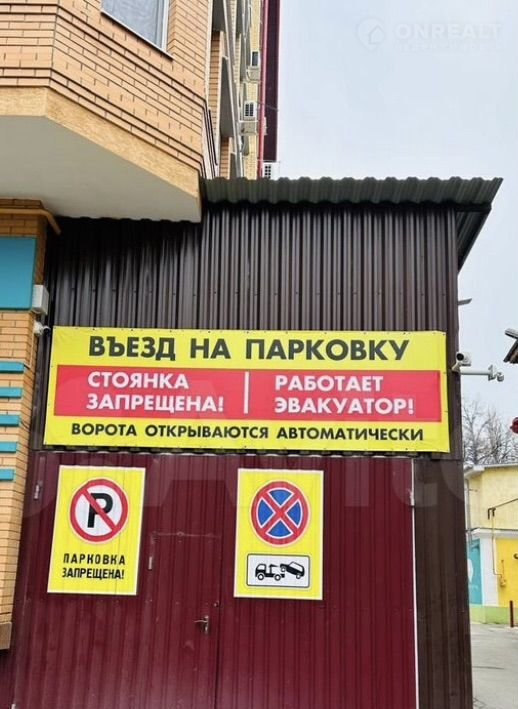 ONREALT
ВЪЕЗД НА ПАРКОВКУ
СТОЯНКА
ЗАПРЕЩЕНА!
РАБОТАЕТ
ЭВАКУАТОР!
ВОРОТА ОТКРЫВАЮТСЯ АВТОМАТИЧЕСКИ
P
ПАРКОВКА
ЗАПРЕЩЕНА!